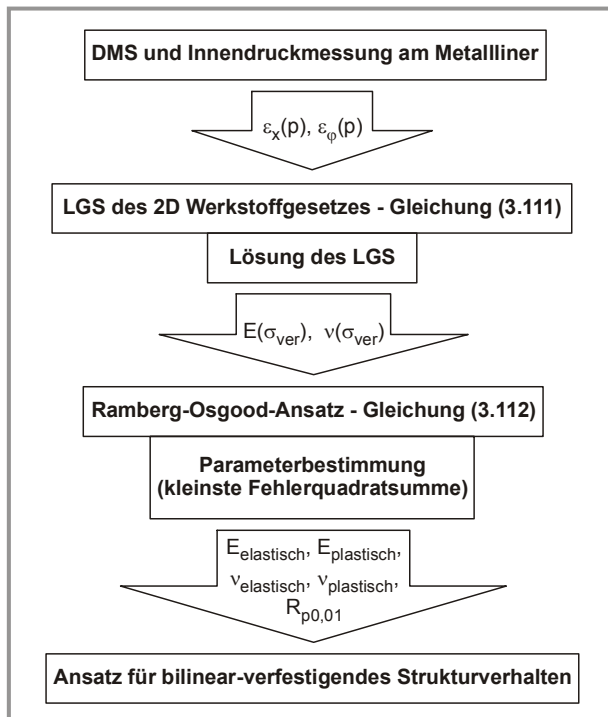 DMS und Innendruckmessung am Metallliner
εx(p), εφ(p)
LGS des 2D Werkstoffgesetzes - Gleichung (3.111)
Lösung des LGS
E(σver), ν(σver)
Ramberg-Osgood-Ansatz - Gleichung (3.112)
Parameterbestimmung
(kleinste Fehlerquadratsumme)
Eelastisch, Eplastisch,
νelastisch, νplastisch,
Rp0,01
Ansatz für bilinear-verfestigendes Strukturverhalten